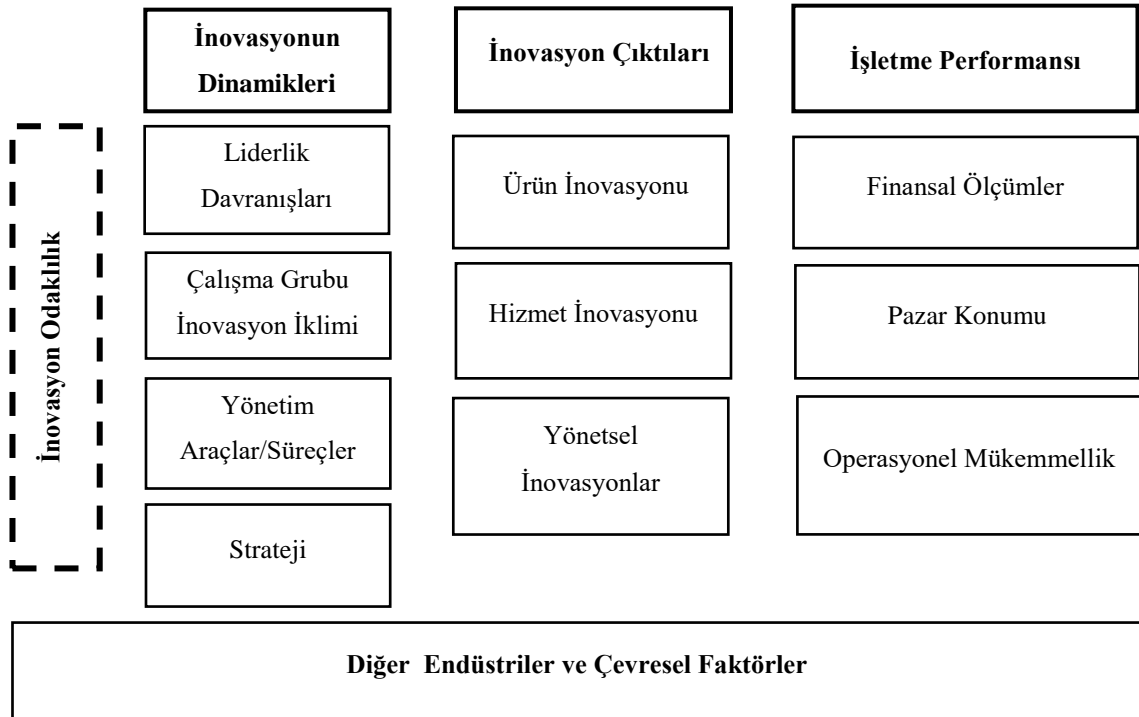 İnovasyonun
Dinamikleri
İnovasyon Çıktıları
İşletme Performansı
İnovasyon Odaklılık
Liderlik
Davranışları
Ürün İnovasyonu
Finansal Ölçümler
Çalışma Grubu
İnovasyon İklimi
Hizmet İnovasyonu
Pazar Konumu
Yönetim
Araçlar/Süreçler
Yönetsel
İnovasyonlar
Operasyonel Mükemmellik
Strateji
Diğer Endüstriler ve Çevresel Faktörler